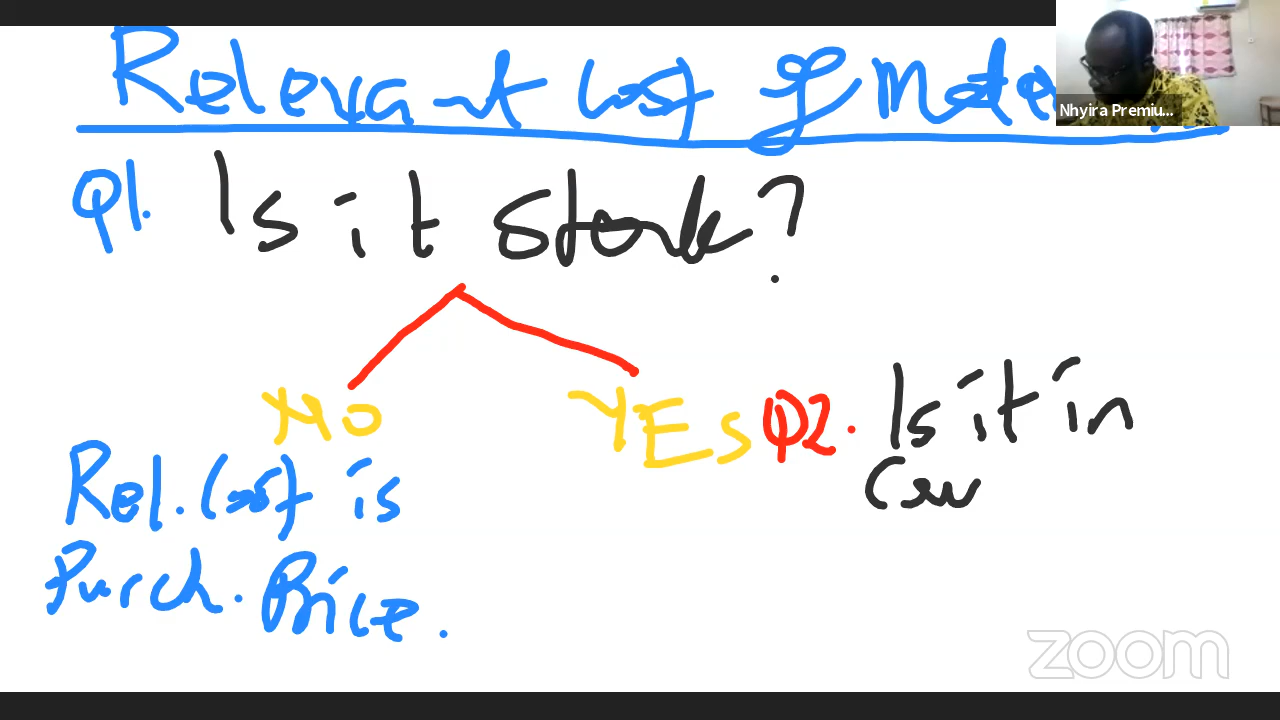 Relevant Cost of Mate
Nhyira Premiu...
Q1. Is it stock?
NO YES Q2. Is it in
Rel. Cost is
Purch. Price.
zoom